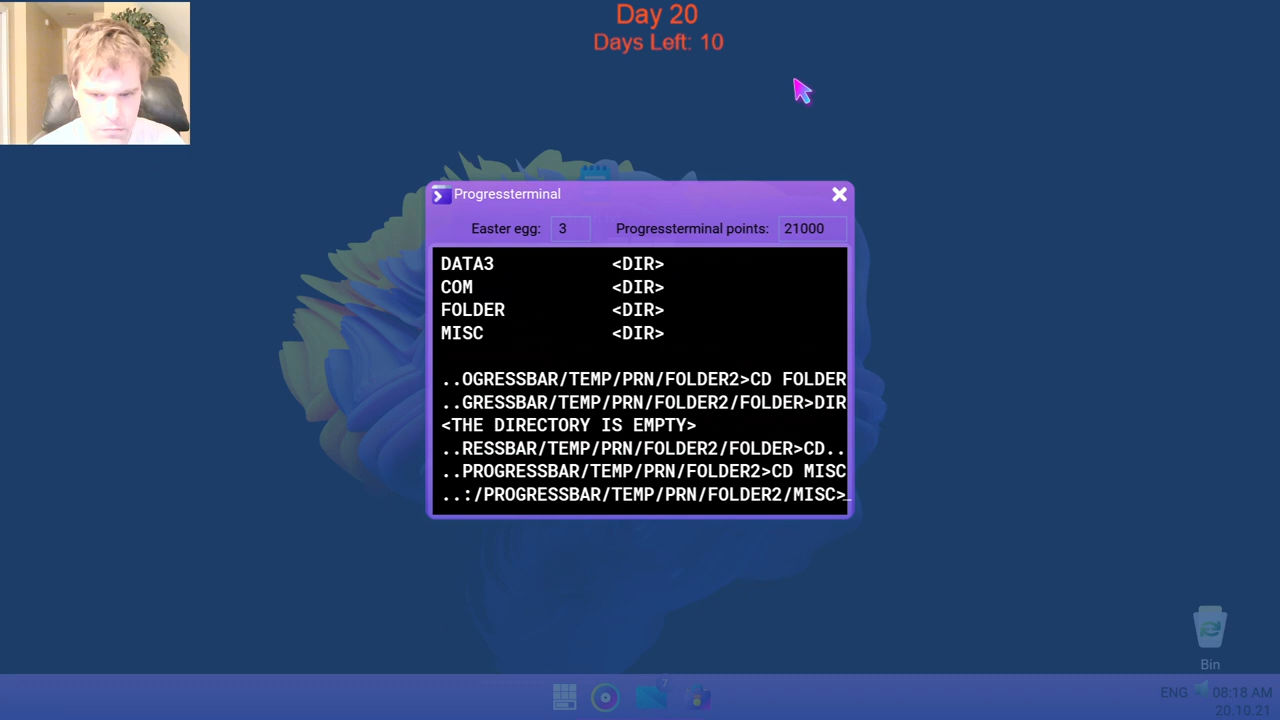 Day 20
Days Left: 10
Progressterminal
Easter egg: 3 Progressterminal points: 21000
DATA3 <DIR>
COM <DIR>
FOLDER <DIR>
MISC <DIR>
..OGRESSBAR/TEMP/PRN/FOLDER2>CD FOLDER
..GRESSBAR/TEMP/PRN/FOLDER2/FOLDER>DIR
<THE DIRECTORY IS EMPTY>
..RESSBAR/TEMP/PRN/FOLDER2/FOLDER>CD..
..PROGRESSBAR/TEMP/PRN/FOLDER2>CD MISC
..:/PROGRESSBAR/TEMP/PRN/FOLDER2/MISC>_
Bin
7
ENG 08:18 AM
20.10.21